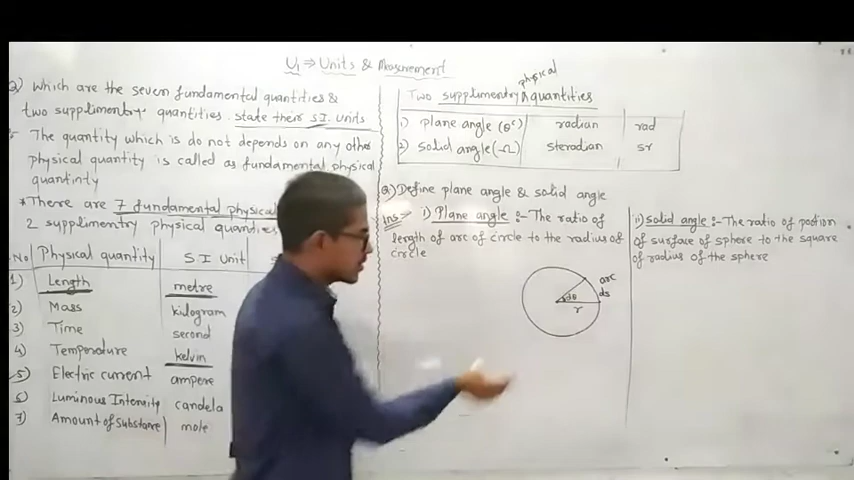 U1 ⇒ Units & Measurement
Q) Which are the seven fundamental quantities &
two supplimentry quantities. state their S.I. units
The quantity which is do not depends on any other
physical quantity is called as fundamental physical
quantinty
* There are 7 fundamental physical
2 supplimentry physical quantities.
No Physical quantity SI Unit
1) Length metre
2) Mass kilogram
3) Time second
4) Temperature kelvin
5) Electric current ampere
6) Luminous Intensity candela
7) Amount of Substance mole
physical
Two supplimentry ^ quantities
1) plane angle (θc) radian rad
2) solid angle (Ω) steradian sr
Q) Define plane angle & solid angle
Ans⇒ i) Plane angle :- The ratio of
length of arc of circle to the radius of
circle
arc
ds
dθ
r
ii) solid angle :- The ratio of potion
of surface of sphere to the square
of radius of the sphere